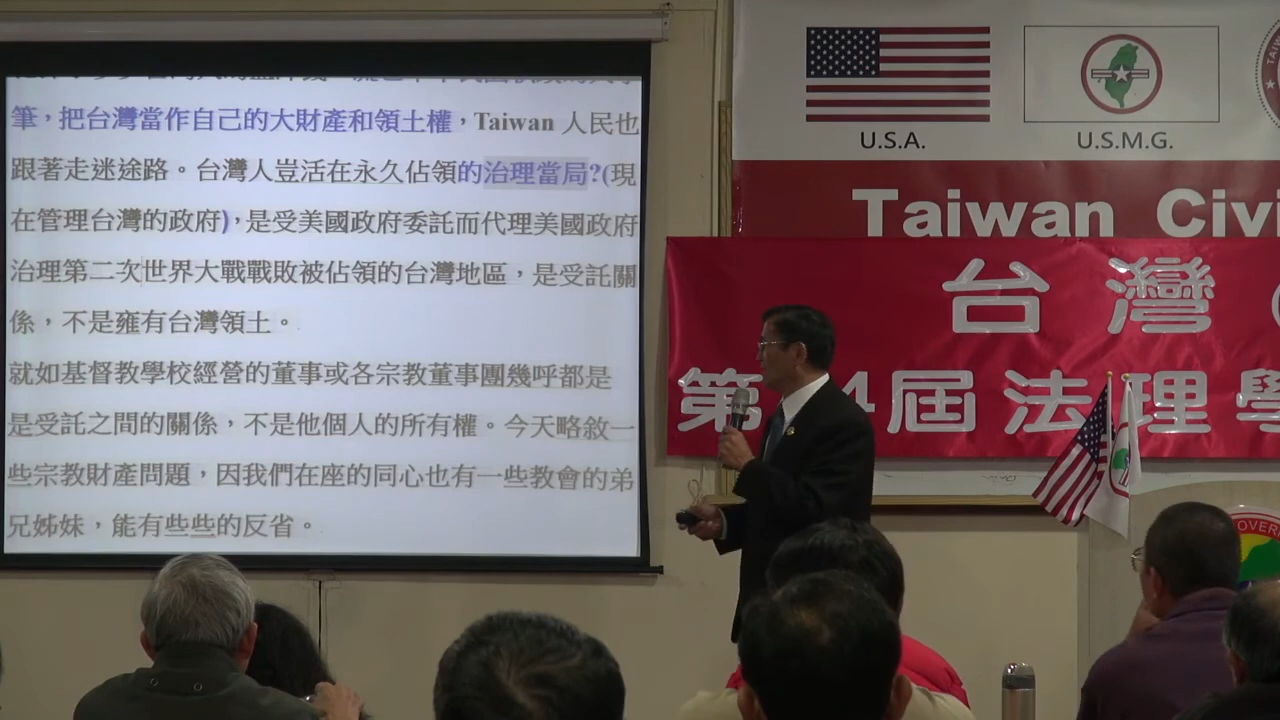 筆，把台灣當作自己的大財產和領土權，Taiwan 人民也
跟著走迷途路。台灣人豈活在永久佔領的治理當局?(現
在管理台灣的政府)，是受美國政府委託而代理美國政府
治理第二次世界大戰戰敗被佔領的台灣地區，是受託關
係，不是雍有台灣領土。
就如基督教學校經營的董事或各宗教董事團幾呼都是
是受託之間的關係，不是他個人的所有權。今天略敘一
些宗教財產問題，因我們在座的同心也有一些教會的弟
兄姊妹，能有些些的反省。
U.S.A.
U.S.M.G.
Taiwan Civi
台灣
第 4屆法理學
OVER